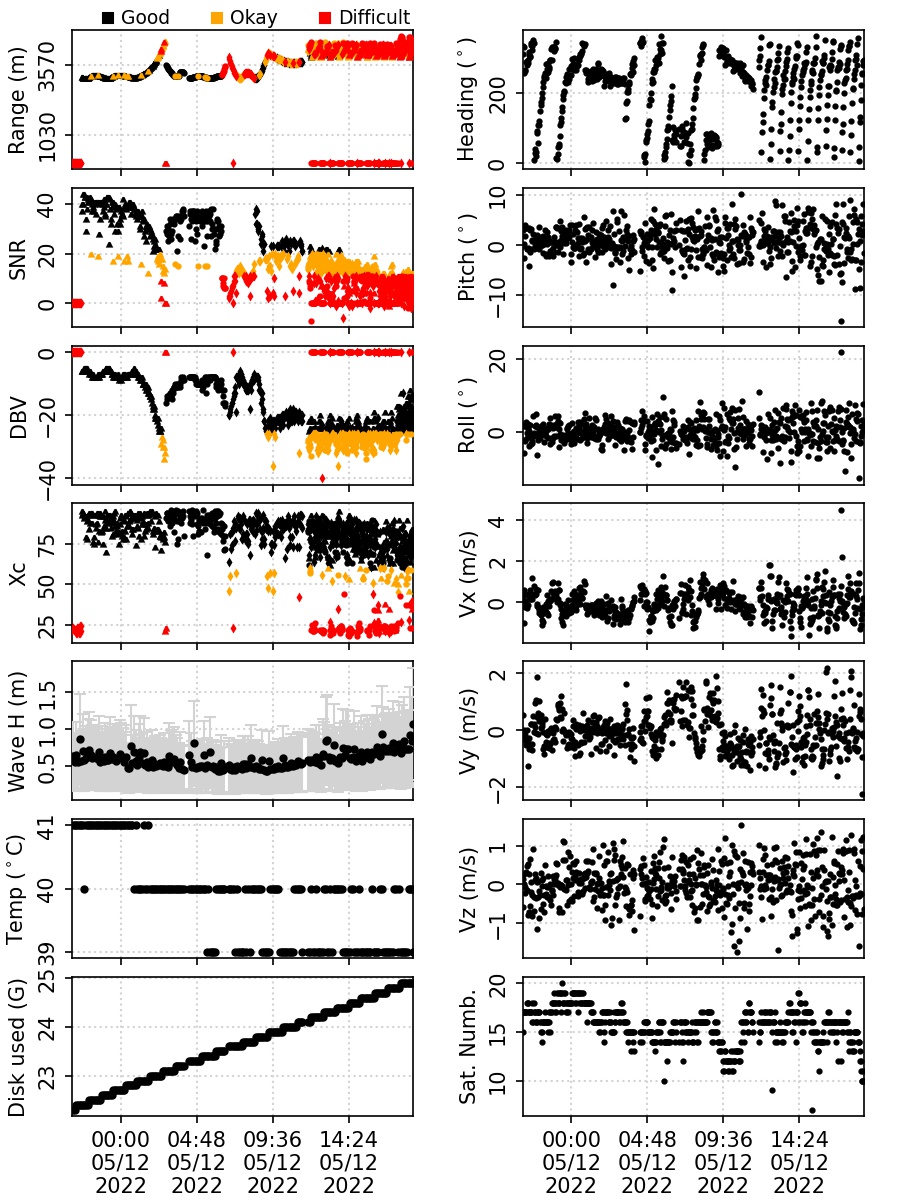 Good Okay Difficult
Range (m)
3570
1030
Heading (°)
200
0
SNR
40
20
0
Pitch (°)
10
0
−10
DBV
0
−20
−40
Roll (°)
20
0
Xc
75
50
25
Vx (m/s)
4
2
0
Wave H (m)
1.5
1.0
0.5
Vy (m/s)
2
0
−2
Temp (°C)
41
40
39
Vz (m/s)
1
0
−1
Disk used (G)
25
24
23
Sat. Numb.
20
15
10
00:00 04:48 09:36 14:24
05/12 05/12 05/12 05/12
2022 2022 2022 2022
00:00 04:48 09:36 14:24
05/12 05/12 05/12 05/12
2022 2022 2022 2022